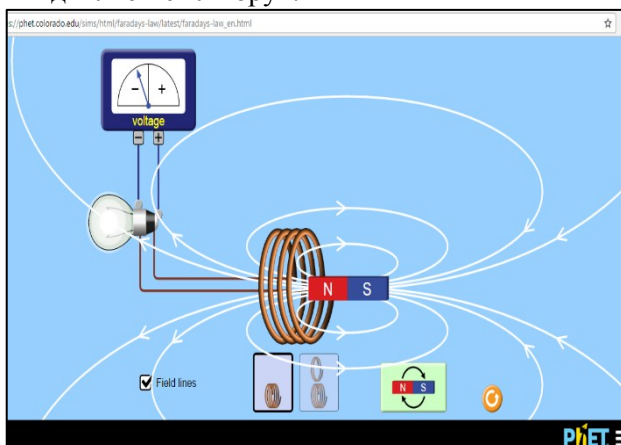 s://phet.colorado.edu/sims/html/faradays-law/latest/faradays-law_en.html
− +
voltage
− +
N S
Field lines
N S
PhET